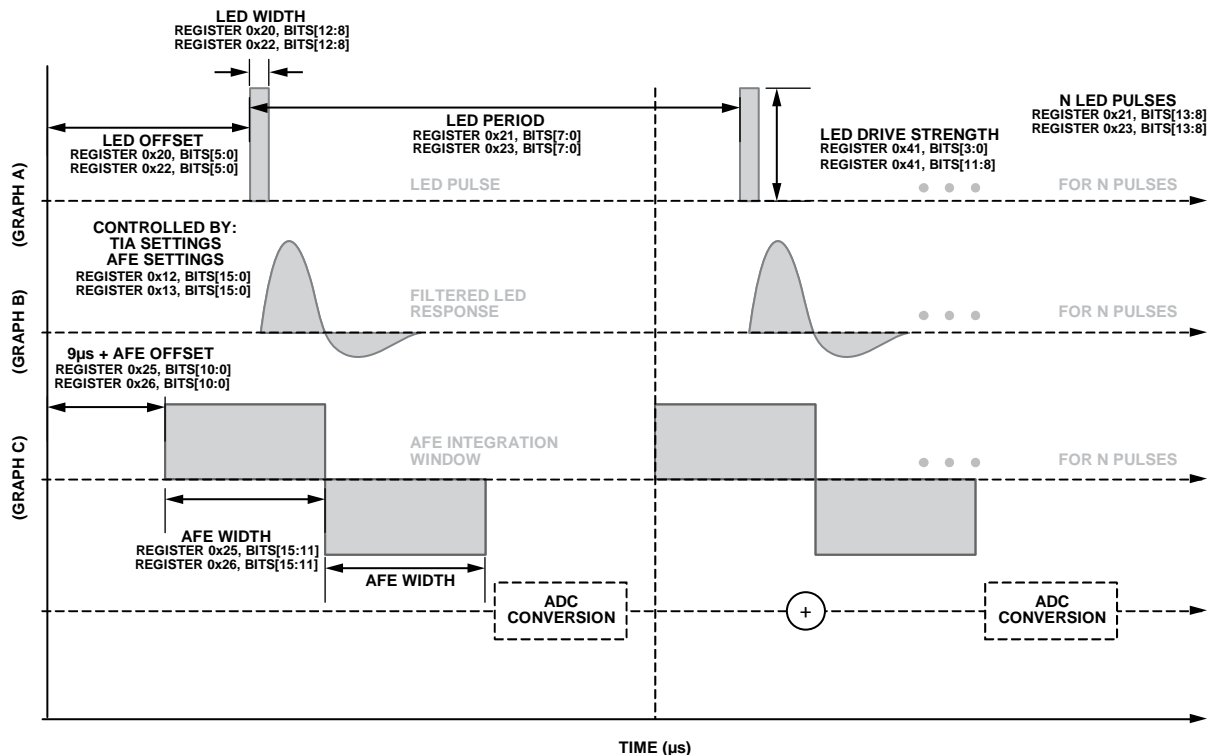 LED WIDTH
REGISTER 0x20, BITS[12:8]
REGISTER 0x22, BITS[12:8]
LED OFFSET
REGISTER 0x20, BITS[5:0]
REGISTER 0x22, BITS[5:0]
LED PERIOD
REGISTER 0x21, BITS[7:0]
REGISTER 0x23, BITS[7:0]
LED DRIVE STRENGTH
REGISTER 0x41, BITS[3:0]
REGISTER 0x41, BITS[11:8]
N LED PULSES
REGISTER 0x21, BITS[13:8]
REGISTER 0x23, BITS[13:8]
LED PULSE
FOR N PULSES
(GRAPH A)
CONTROLLED BY:
TIA SETTINGS
AFE SETTINGS
REGISTER 0x12, BITS[15:0]
REGISTER 0x13, BITS[15:0]
FILTERED LED
RESPONSE
FOR N PULSES
(GRAPH B)
9µs + AFE OFFSET
REGISTER 0x25, BITS[10:0]
REGISTER 0x26, BITS[10:0]
AFE INTEGRATION
WINDOW
FOR N PULSES
(GRAPH C)
AFE WIDTH
REGISTER 0x25, BITS[15:11]
REGISTER 0x26, BITS[15:11]
AFE WIDTH
ADC
CONVERSION
+
ADC
CONVERSION
TIME (µs)